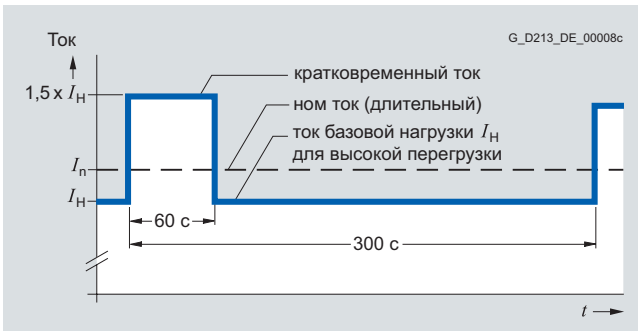 Ток
G_D213_DE_00008c
кратковременный ток
1,5 x IH
ном ток (длительный)
ток базовой нагрузки IH
для высокой перегрузки
In
IH
60 с
300 с
t